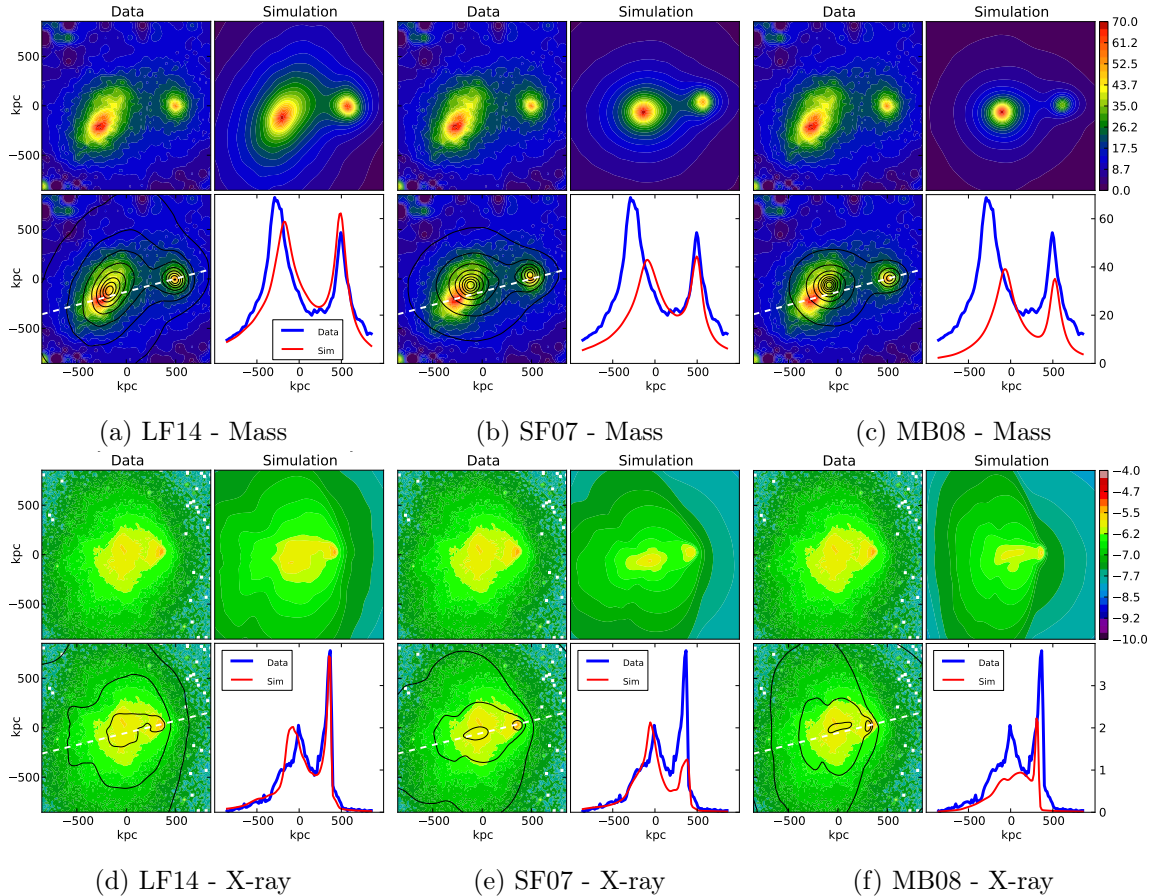 Data Simulation Data Simulation Data Simulation
500
0
−500
kpc
70.0
61.2
52.5
43.7
35.0
26.2
17.5
8.7
0.0
500
0
−500
kpc
Data
Sim
60
40
20
0
−500 0 500 −500 0 500 −500 0 500 −500 0 500 −500 0 500 −500 0 500
kpc kpc kpc kpc kpc kpc
(a) LF14 - Mass (b) SF07 - Mass (c) MB08 - Mass
Data Simulation Data Simulation Data Simulation
500
0
−500
kpc
−4.0
−4.7
−5.5
−6.2
−7.0
−7.7
−8.5
−9.2
−10.0
500
0
−500
kpc
Data Data Data
Sim Sim Sim
3
2
1
0
−500 0 500 −500 0 500 −500 0 500 −500 0 500 −500 0 500 −500 0 500
kpc kpc kpc kpc kpc kpc
(d) LF14 - X-ray (e) SF07 - X-ray (f) MB08 - X-ray